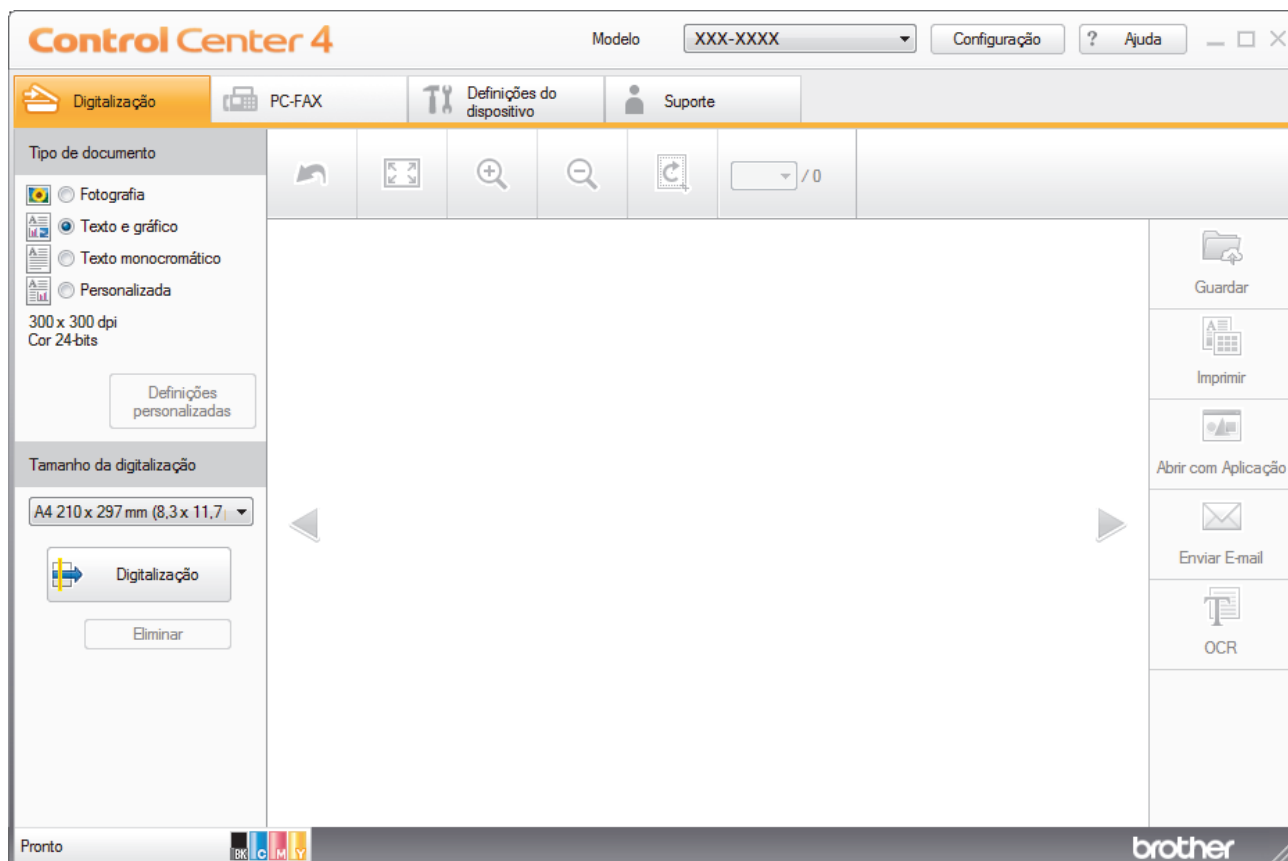 Control Center 4
Modelo
XXX-XXXX
Configuração
? Ajuda
Digitalização
PC-FAX
Definições do
dispositivo
Suporte
Tipo de documento
Fotografia
Texto e gráfico
Texto monocromático
Personalizada
300 x 300 dpi
Cor 24-bits
Definições
personalizadas
Tamanho da digitalização
A4 210 x 297 mm (8,3 x 11,7
Digitalização
Eliminar
/ 0
Guardar
Imprimir
Abrir com Aplicação
Enviar E-mail
OCR
Pronto
BK C M Y
brother